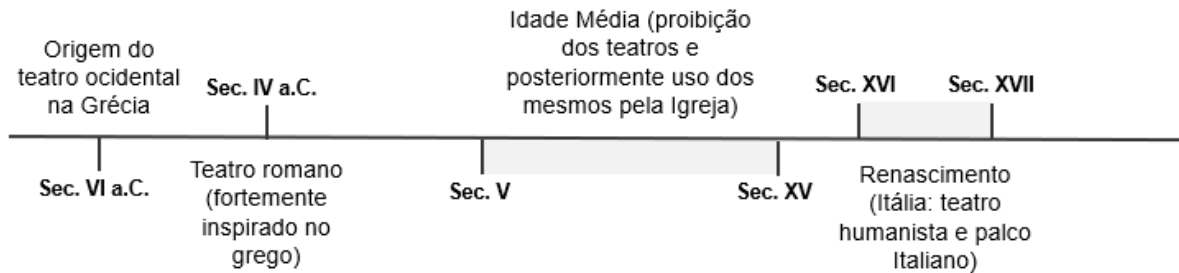 Origem do
teatro ocidental
na Grécia
Sec. VI a.C.
Sec. IV a.C.
Teatro romano
(fortemente
inspirado no
grego)
Idade Média (proibição
dos teatros e
posteriormente uso dos
mesmos pela Igreja)
Sec. V
Sec. XV
Sec. XVI
Sec. XVII
Renascimento
(Itália: teatro
humanista e palco
Italiano)